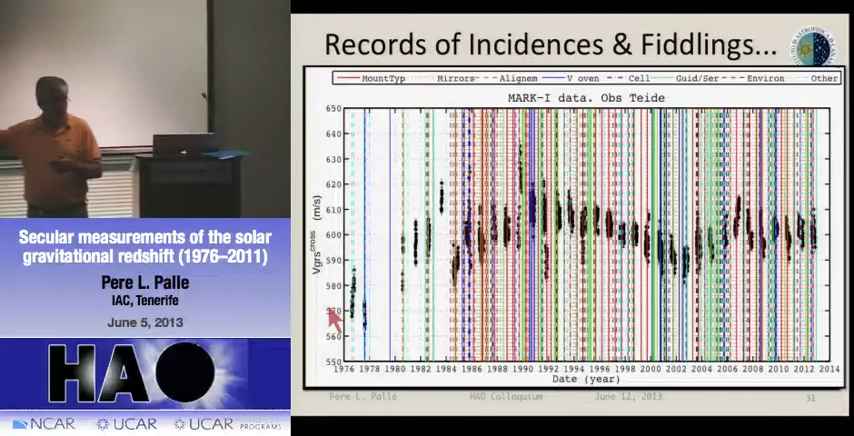 Records of Incidences & Fiddlings...
MountTyp Mirrors Alignem V oven Cell Guid/Ser Environ Other
MARK-I data. Obs Teide
650
640
630
620
610
600
590
580
570
560
550
Vgrs^cross (m/s)
1976 1978 1980 1982 1984 1986 1988 1990 1992 1994 1996 1998 2000 2002 2004 2006 2008 2010 2012 2014
Date (year)
Pere L. Pallé HAO Colloquium June 12, 2013 31
Secular measurements of the solar
gravitational redshift (1976–2011)
Pere L. Palle
IAC, Tenerife
June 5, 2013
HAO
NCAR UCAR UCAR
PROGRAMS